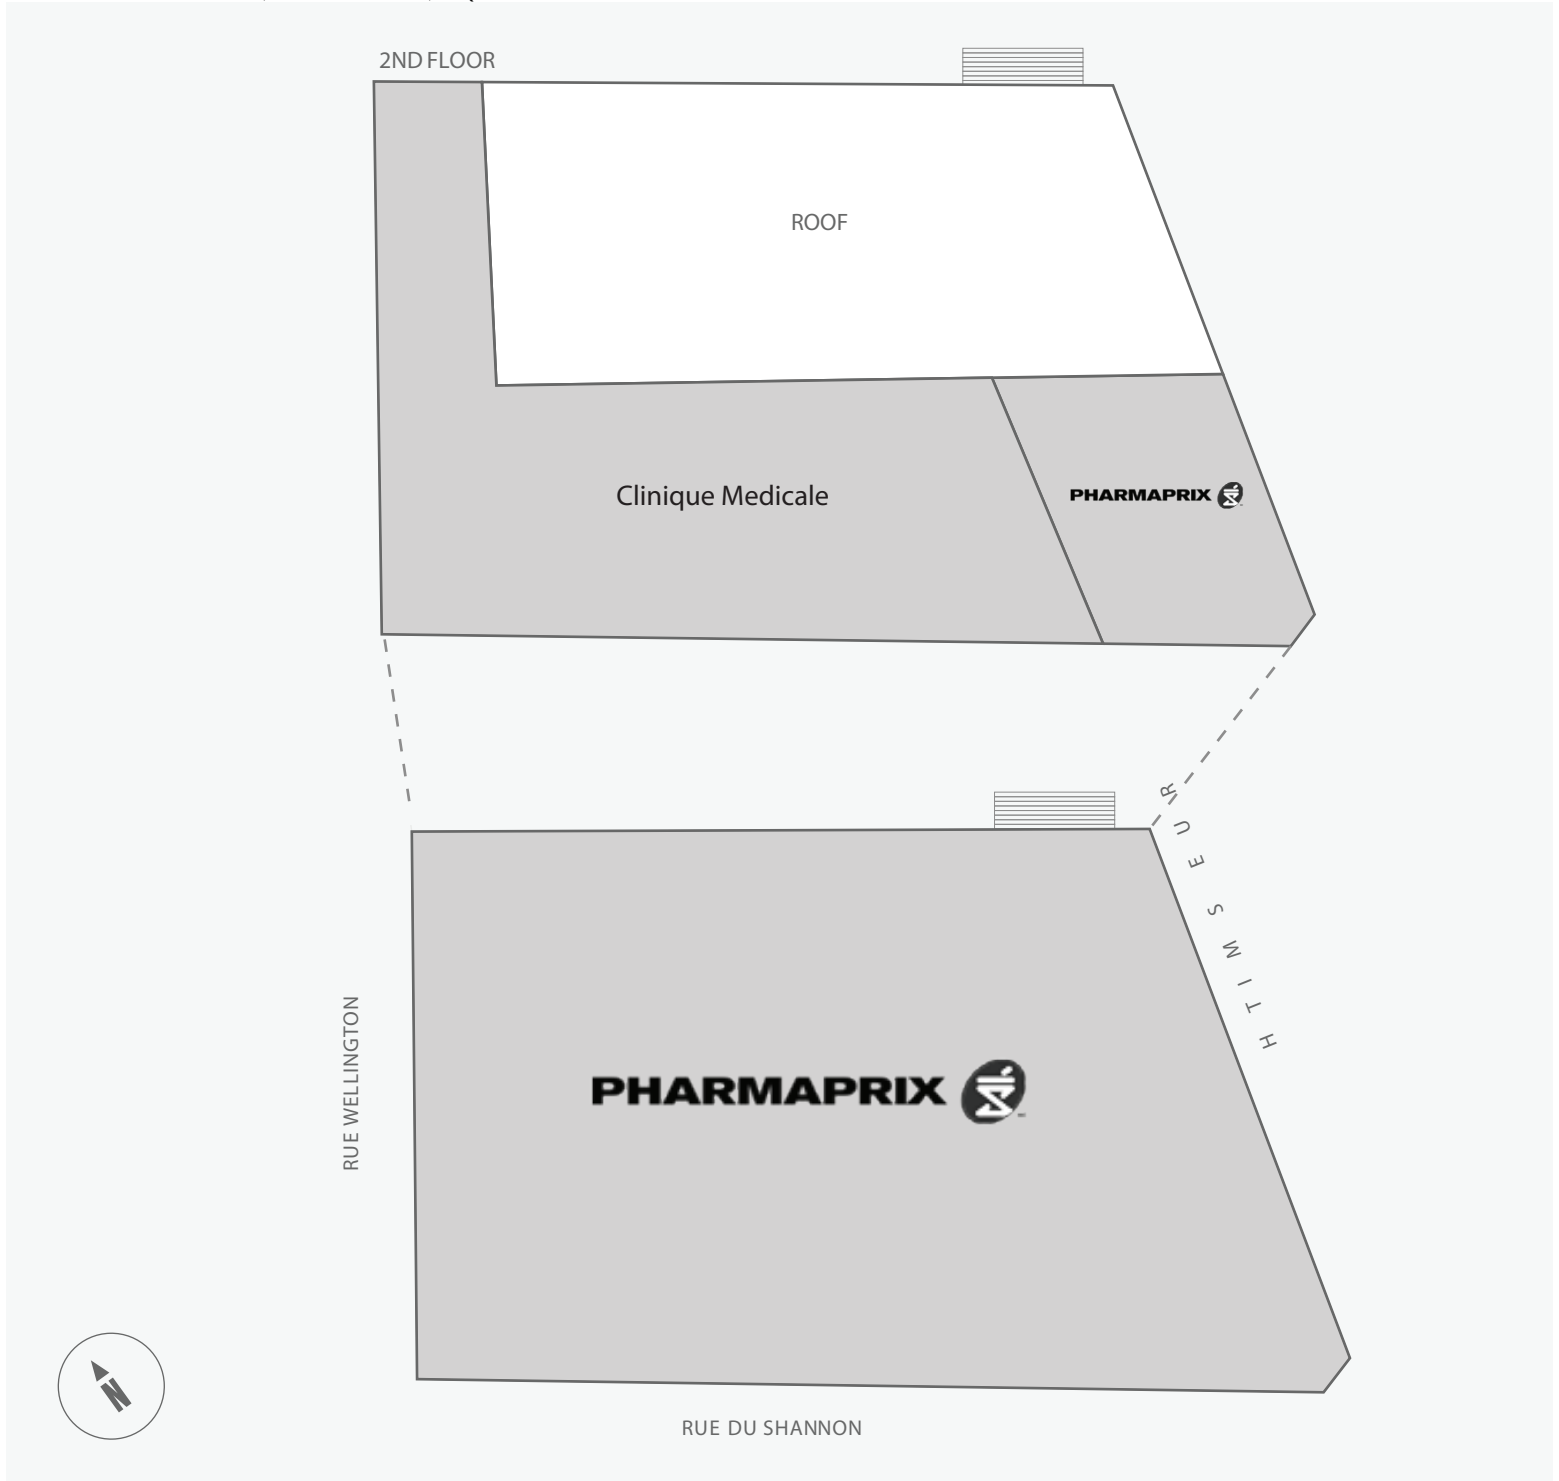 2ND FLOOR
ROOF
Clinique Medicale
PHARMAPRIX
RUE SMITH
RUE WELLINGTON
PHARMAPRIX
N
RUE DU SHANNON